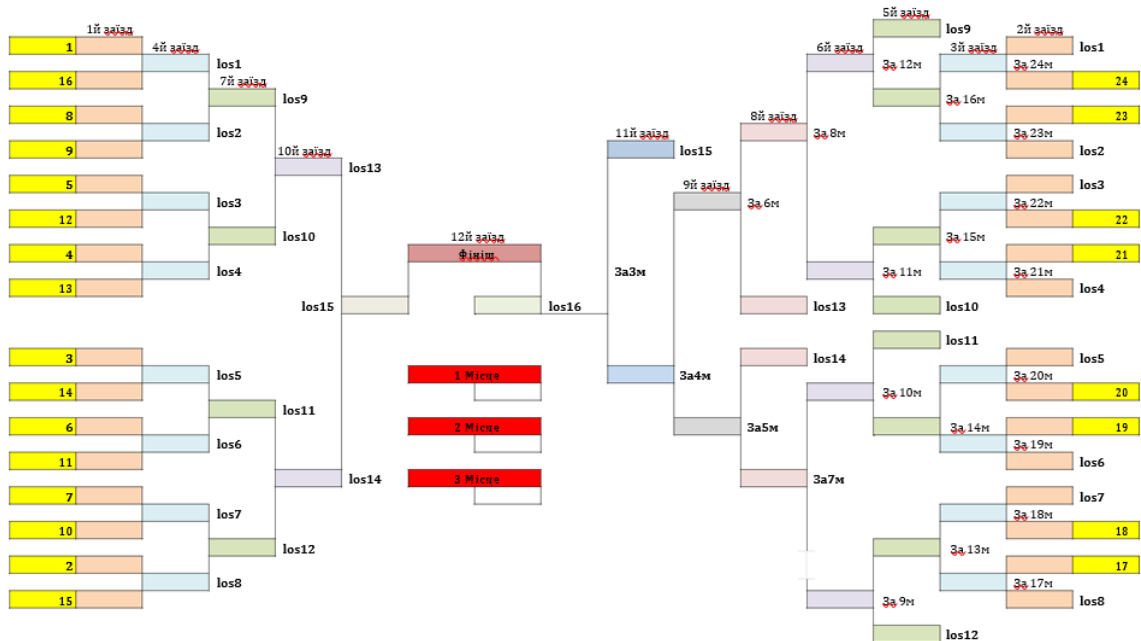 5й заїзд
1й заїзд
los9
2й заїзд
1
4й заїзд
6й заїзд
3й заїзд
los1
los1
За 12м
За 24м
16
7й заїзд
24
los9
За 16м
8
11й заїзд
8й заїзд
23
los2
За 8м
За 23м
9
10й заїзд
los15
los2
los13
5
9й заїзд
los3
los3
За 6м
За 22м
12
22
los10
12й заїзд
За 15м
4
Фініш
21
los4
За3м
За 11м
За 21м
13
los4
los15
los16
los13
los10
los11
3
los14
los5
los5
1 Місце
За4м
За 20м
14
За 10м
20
los11
6
2 Місце
За5м
За 14м
19
los6
За 19м
11
los6
los14
3 Місце
За7м
7
los7
los7
За 18м
10
18
los12
За 13м
2
17
los8
За 17м
15
За 9м
los8
los12